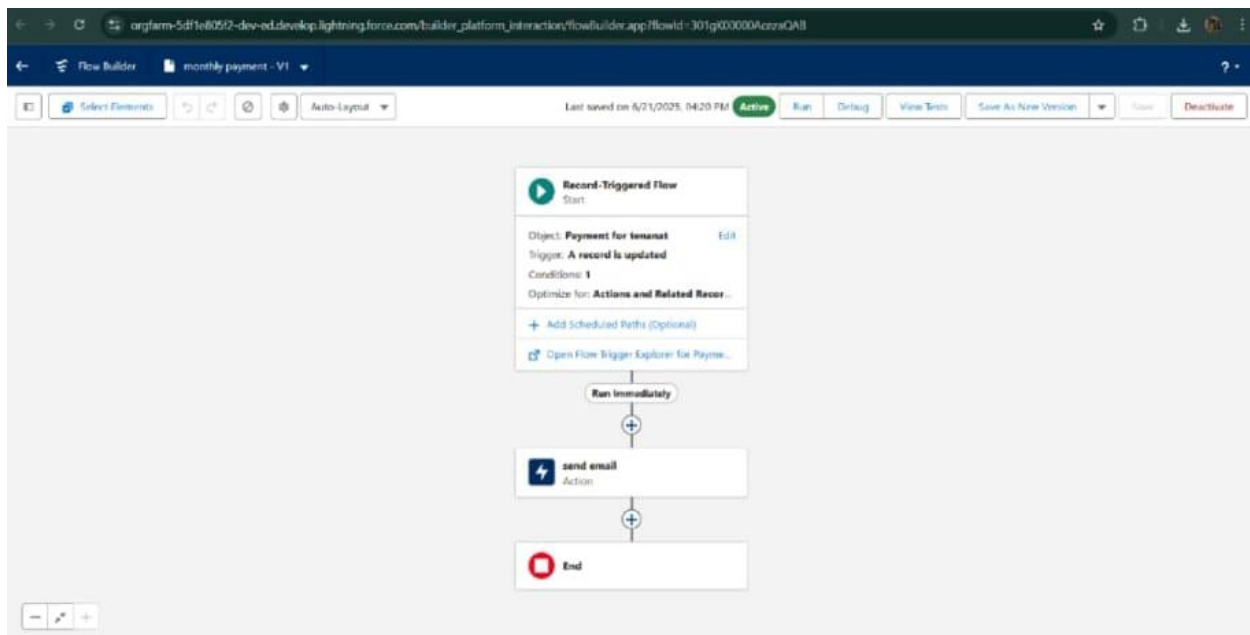 orgfarm-5df1e805f2-dev-ed.develop.lightning.force.com/builder_platform_interaction/flowBuilder.app?flowId=
Flow Builder
monthly payment - V1
?
Select Elements
Auto-Layout
Last saved on 6/21/2025, 04:20 PM
Active
Run
Debug
View Tests
Save As New Version
Save
Deactivate
Record-Triggered Flow
Start
Object: Payment for tenanat
Edit
Trigger: A record is updated
Conditions: 1
Optimize for: Actions and Related Recor...
+ Add Scheduled Paths (Optional)
Open Flow Trigger Explorer for Payme...
Run Immediately
send email
Action
End